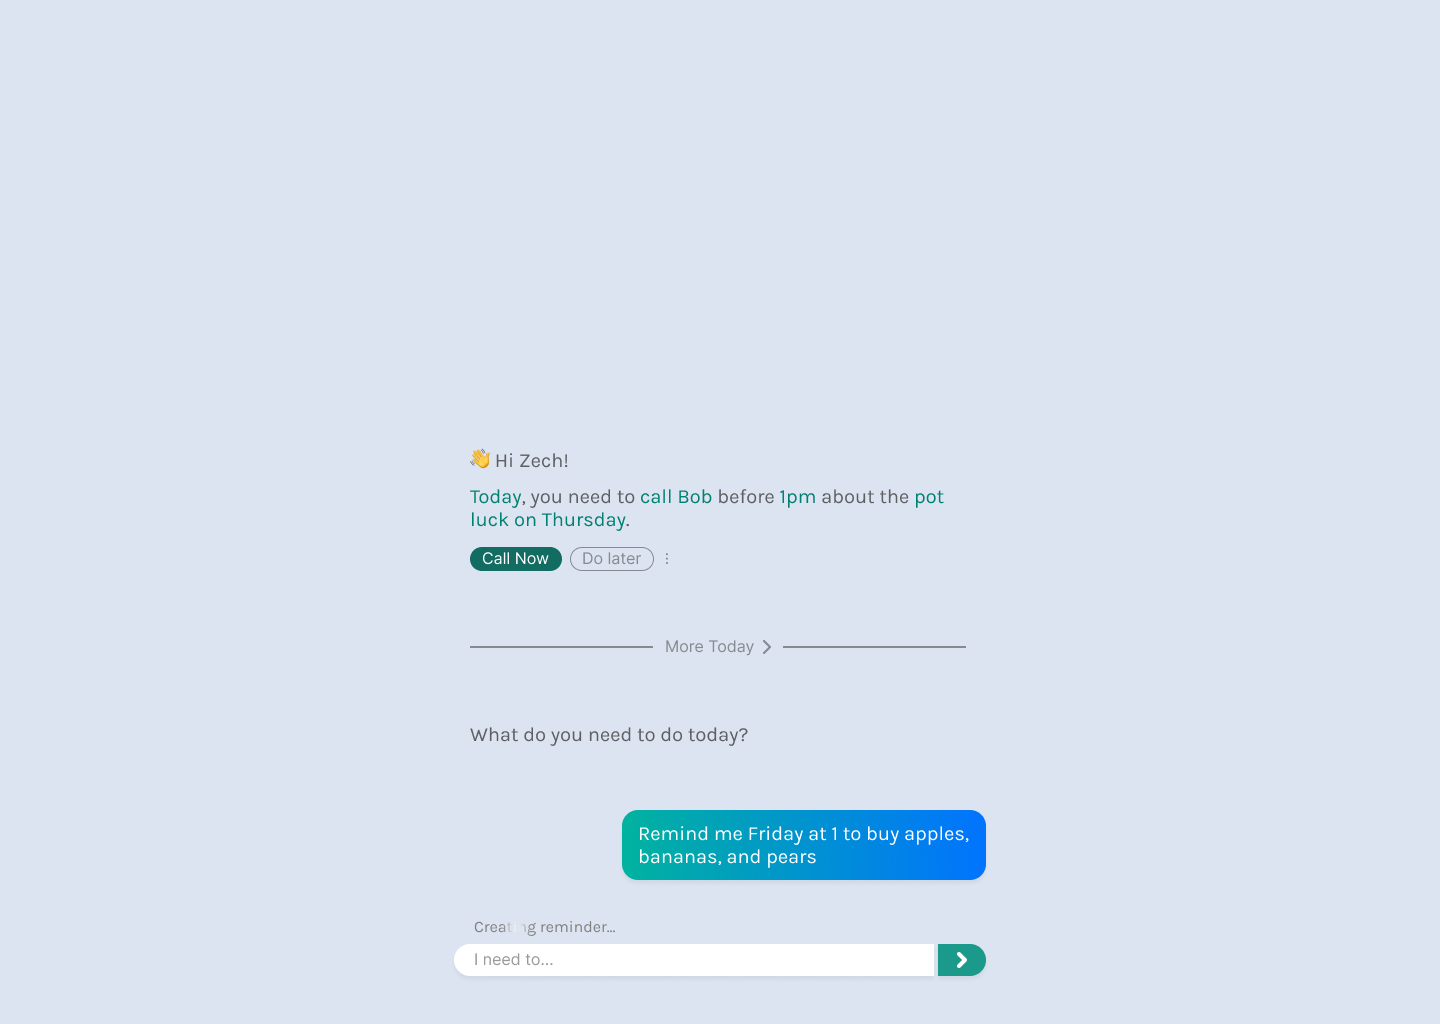 👋 Hi Zech!
Today, you need to call Bob before 1pm about the pot
luck on Thursday.
Call Now
Do later
More Today
What do you need to do today?
Remind me Friday at 1 to buy apples,
bananas, and pears
Creating reminder...
I need to...